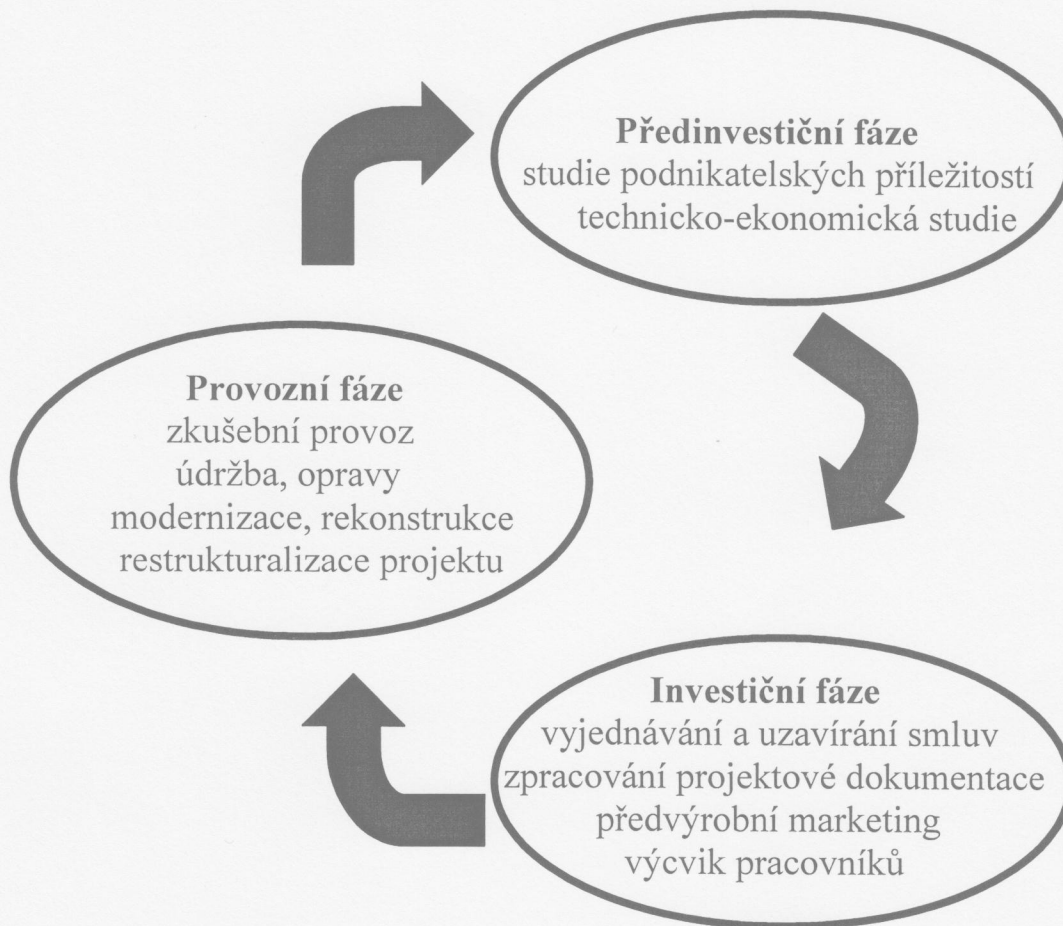 Předinvestiční fáze
studie podnikatelských příležitostí
technicko-ekonomická studie
Provozní fáze
zkušební provoz
údržba, opravy
modernizace, rekonstrukce
restrukturalizace projektu
Investiční fáze
vyjednávání a uzavírání smluv
zpracování projektové dokumentace
předvýrobní marketing
výcvik pracovníků